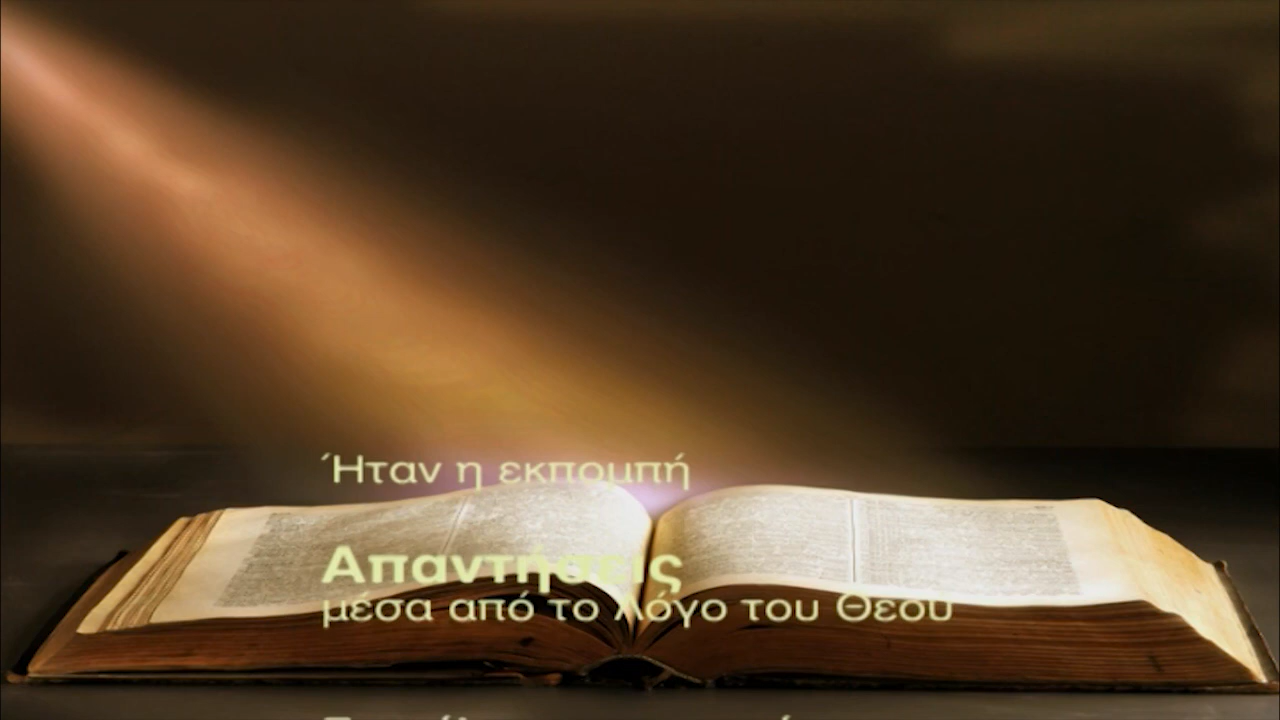 Ήταν η εκπομπή
Απαντήσεις
μέσα από το Λόγο του Θεού